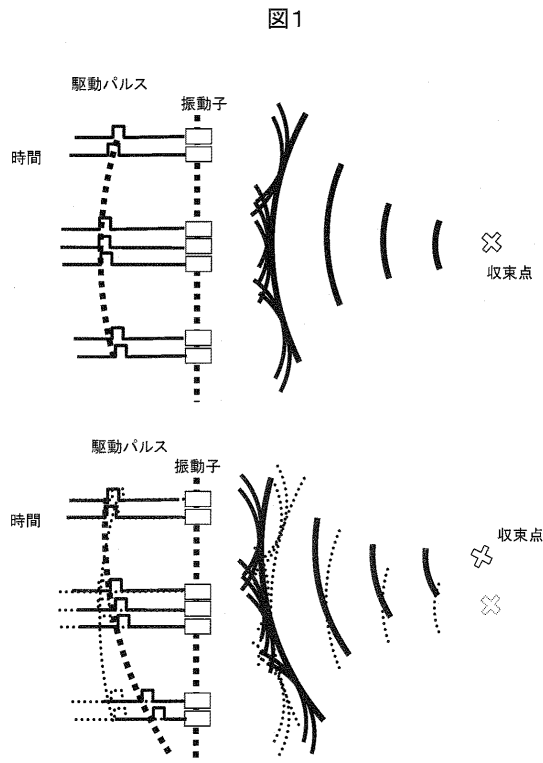 図1
駆動パルス
振動子
時間
収束点
駆動パルス
振動子
時間
収束点